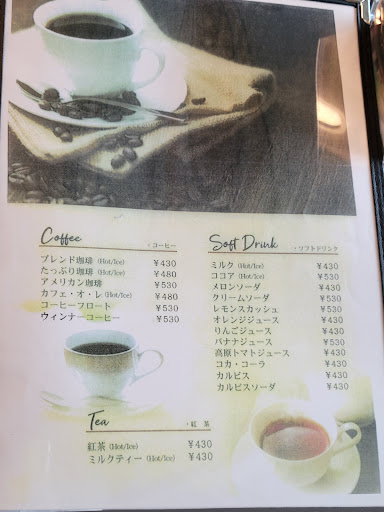 Coffee ・コーヒー
ブレンド珈琲 (Hot/Ice) ¥430
たっぷり珈琲 (Hot/Ice) ¥480
アメリカン珈琲 ¥530
カフェ・オ・レ (Hot/Ice) ¥480
コーヒーフロート ¥530
ウィンナーコーヒー ¥530
Tea ・紅 茶
紅茶 (Hot/Ice) ¥430
ミルクティー (Hot/Ice) ¥430
Soft Drink ・ソフトドリンク
ミルク (Hot/Ice) ¥430
ココア (Hot/Ice) ¥530
メロンソーダ ¥430
クリームソーダ ¥530
レモンスカッシュ ¥530
オレンジジュース ¥430
りんごジュース ¥430
バナナジュース ¥530
高原トマトジュース ¥430
コカ・コーラ ¥430
カルピス ¥430
カルピスソーダ ¥430